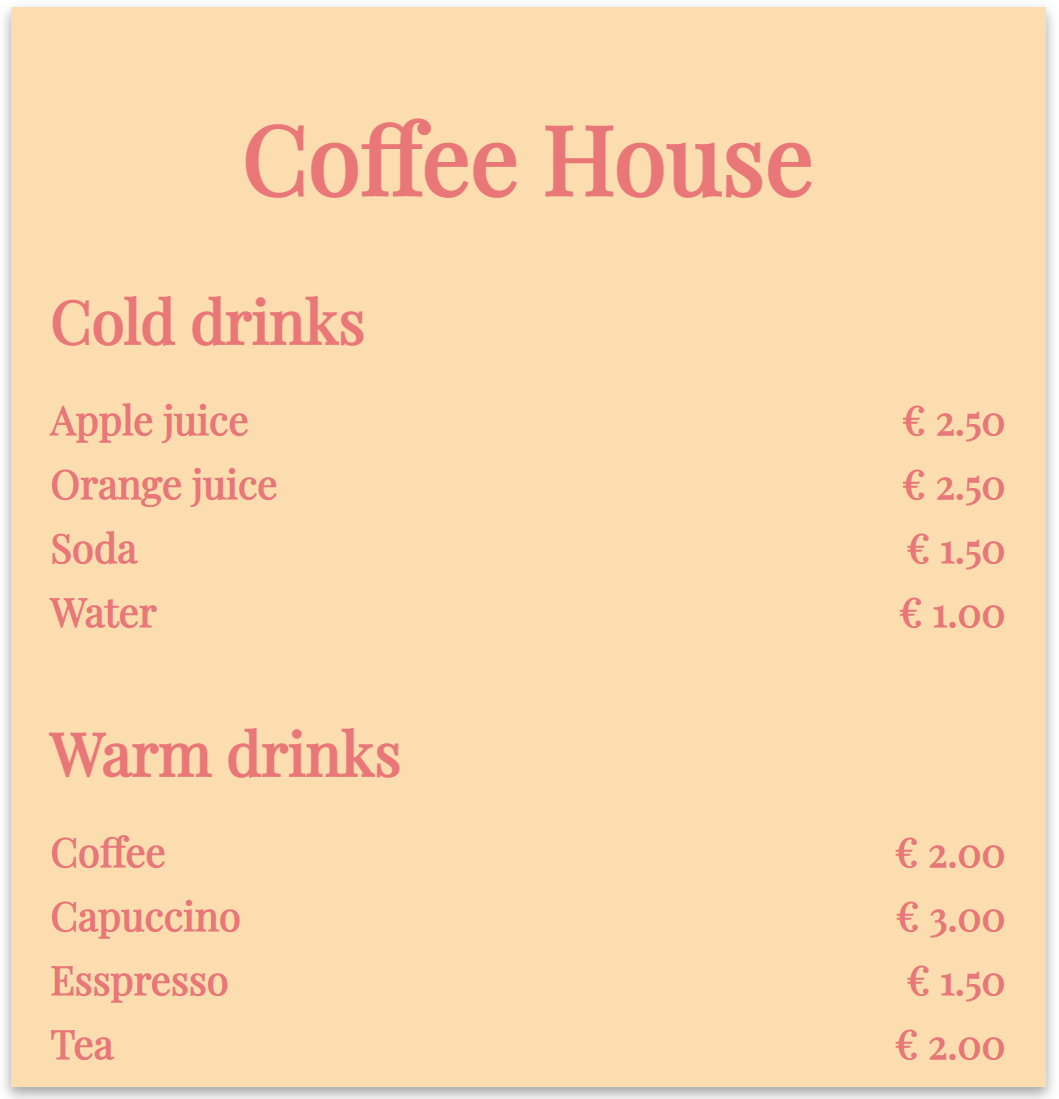 Coffee House
Cold drinks
Apple juice € 2.50
Orange juice € 2.50
Soda € 1.50
Water € 1.00
Warm drinks
Coffee € 2.00
Capuccino € 3.00
Esspresso € 1.50
Tea € 2.00